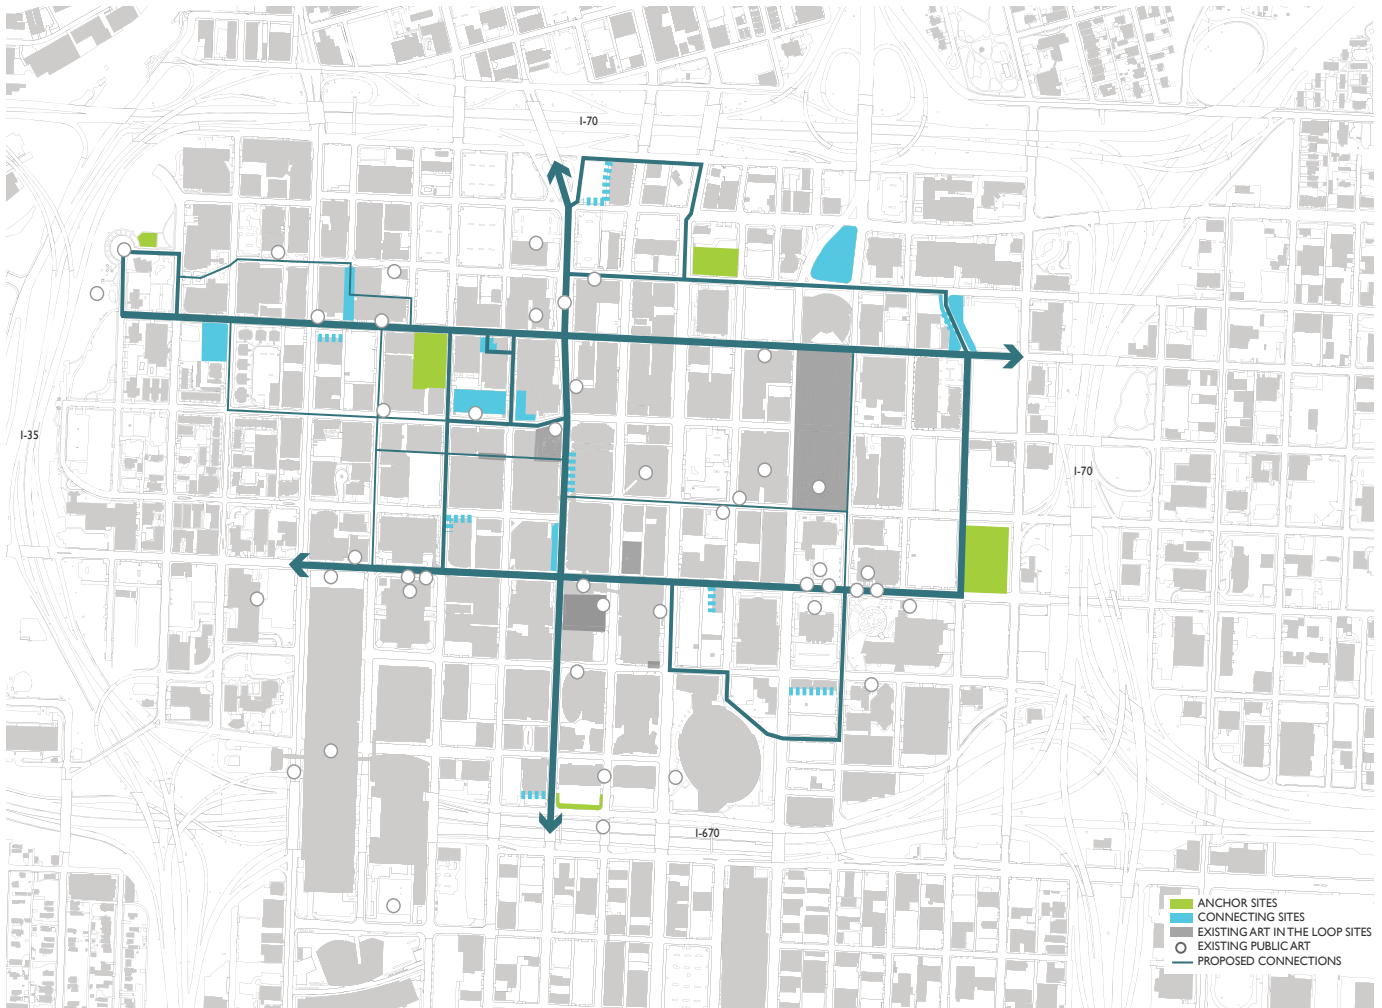 I-70
I-35
I-70
I-670
ANCHOR SITES
CONNECTING SITES
EXISTING ART IN THE LOOP SITES
EXISTING PUBLIC ART
PROPOSED CONNECTIONS